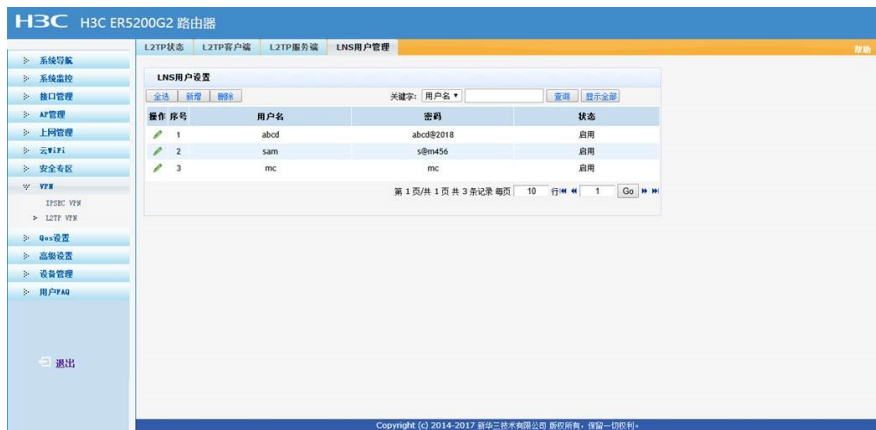 H3C H3C ER5200G2 路由器
L2TP状态 L2TP客户端 L2TP服务端 LNS用户管理 帮助
系统导航
系统监控
接口管理
AP管理
上网管理
云WiFi
安全专区
VPN
IPSEC VPN
L2TP VPN
QoS设置
高级设置
设备管理
用户FAQ
退出
LNS用户设置
全选 新增 删除 关键字: 用户名 查询 显示全部
操作 序号 用户名 密码 状态
1 abcd abcd@2018 启用
2 sam s@m456 启用
3 mc mc 启用
第 1 页/共 1 页 共 3 条记录 每页 10 行 1 Go
Copyright (c) 2014-2017 新华三技术有限公司 版权所有，保留一切权利。